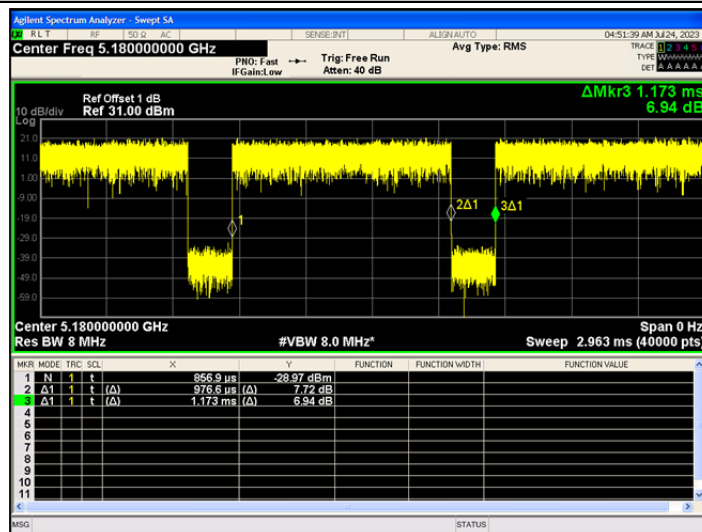 Agilent Spectrum Analyzer - Swept SA
RLT RF 50 Ω AC SENSE:INT ALIGN AUTO 04:51:39 AM Jul 24, 2023
Center Freq 5.180000000 GHz
Avg Type: RMS
TRACE 1 2 3 4 5
PNO: Fast Trig: Free Run
TYPE
IFGain:Low Atten: 40 dB
DET A A A A A
ΔMkr3 1.173 ms
6.94 dB
Ref Offset 1 dB
10 dB/div Ref 31.00 dBm
Log
21.0
11.0
1.00
-9.00
-19.0
-29.0
-39.0
-49.0
-59.0
1
2Δ1
3Δ1
Center 5.180000000 GHz Span 0 Hz
Res BW 8 MHz #VBW 8.0 MHz* Sweep 2.963 ms (40000 pts)
MKR MODE TRC SCL X Y FUNCTION FUNCTION WIDTH FUNCTION VALUE
1 N 1 t 856.9 µs -28.97 dBm
2 Δ1 1 t (Δ) 976.6 µs (Δ) 7.72 dB
3 Δ1 1 t (Δ) 1.173 ms (Δ) 6.94 dB
4
5
6
7
8
9
10
11
MSG STATUS